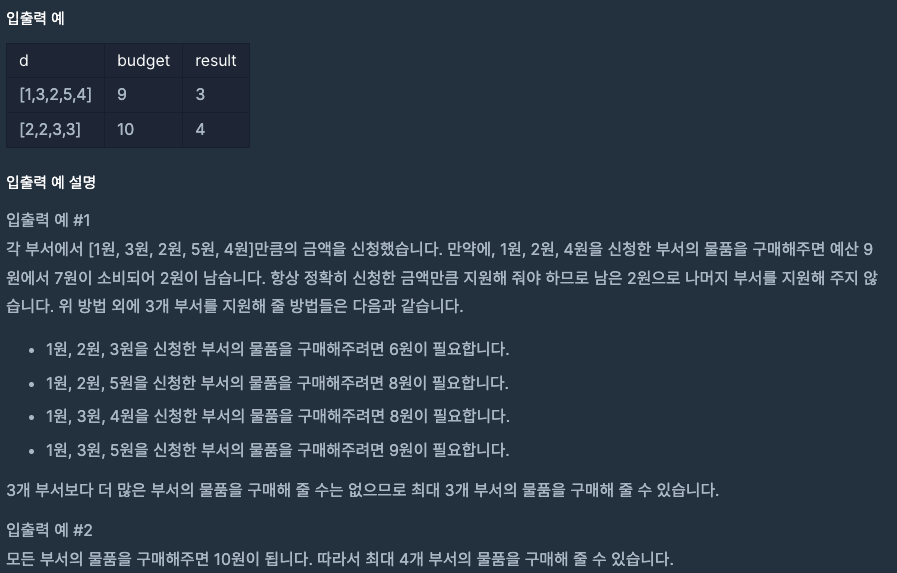 입출력 예
d budget result
[1,3,2,5,4] 9 3
[2,2,3,3] 10 4
입출력 예 설명
입출력 예 #1
각 부서에서 [1원, 3원, 2원, 5원, 4원]만큼의 금액을 신청했습니다. 만약에, 1원, 2원, 4원을 신청한 부서의 물품을 구매해주면 예산 9
원에서 7원이 소비되어 2원이 남습니다. 항상 정확히 신청한 금액만큼 지원해 줘야 하므로 남은 2원으로 나머지 부서를 지원해 주지 않
습니다. 위 방법 외에 3개 부서를 지원해 줄 방법들은 다음과 같습니다.
• 1원, 2원, 3원을 신청한 부서의 물품을 구매해주려면 6원이 필요합니다.
• 1원, 2원, 5원을 신청한 부서의 물품을 구매해주려면 8원이 필요합니다.
• 1원, 3원, 4원을 신청한 부서의 물품을 구매해주려면 8원이 필요합니다.
• 1원, 3원, 5원을 신청한 부서의 물품을 구매해주려면 9원이 필요합니다.
3개 부서보다 더 많은 부서의 물품을 구매해 줄 수는 없으므로 최대 3개 부서의 물품을 구매해 줄 수 있습니다.
입출력 예 #2
모든 부서의 물품을 구매해주면 10원이 됩니다. 따라서 최대 4개 부서의 물품을 구매해 줄 수 있습니다.